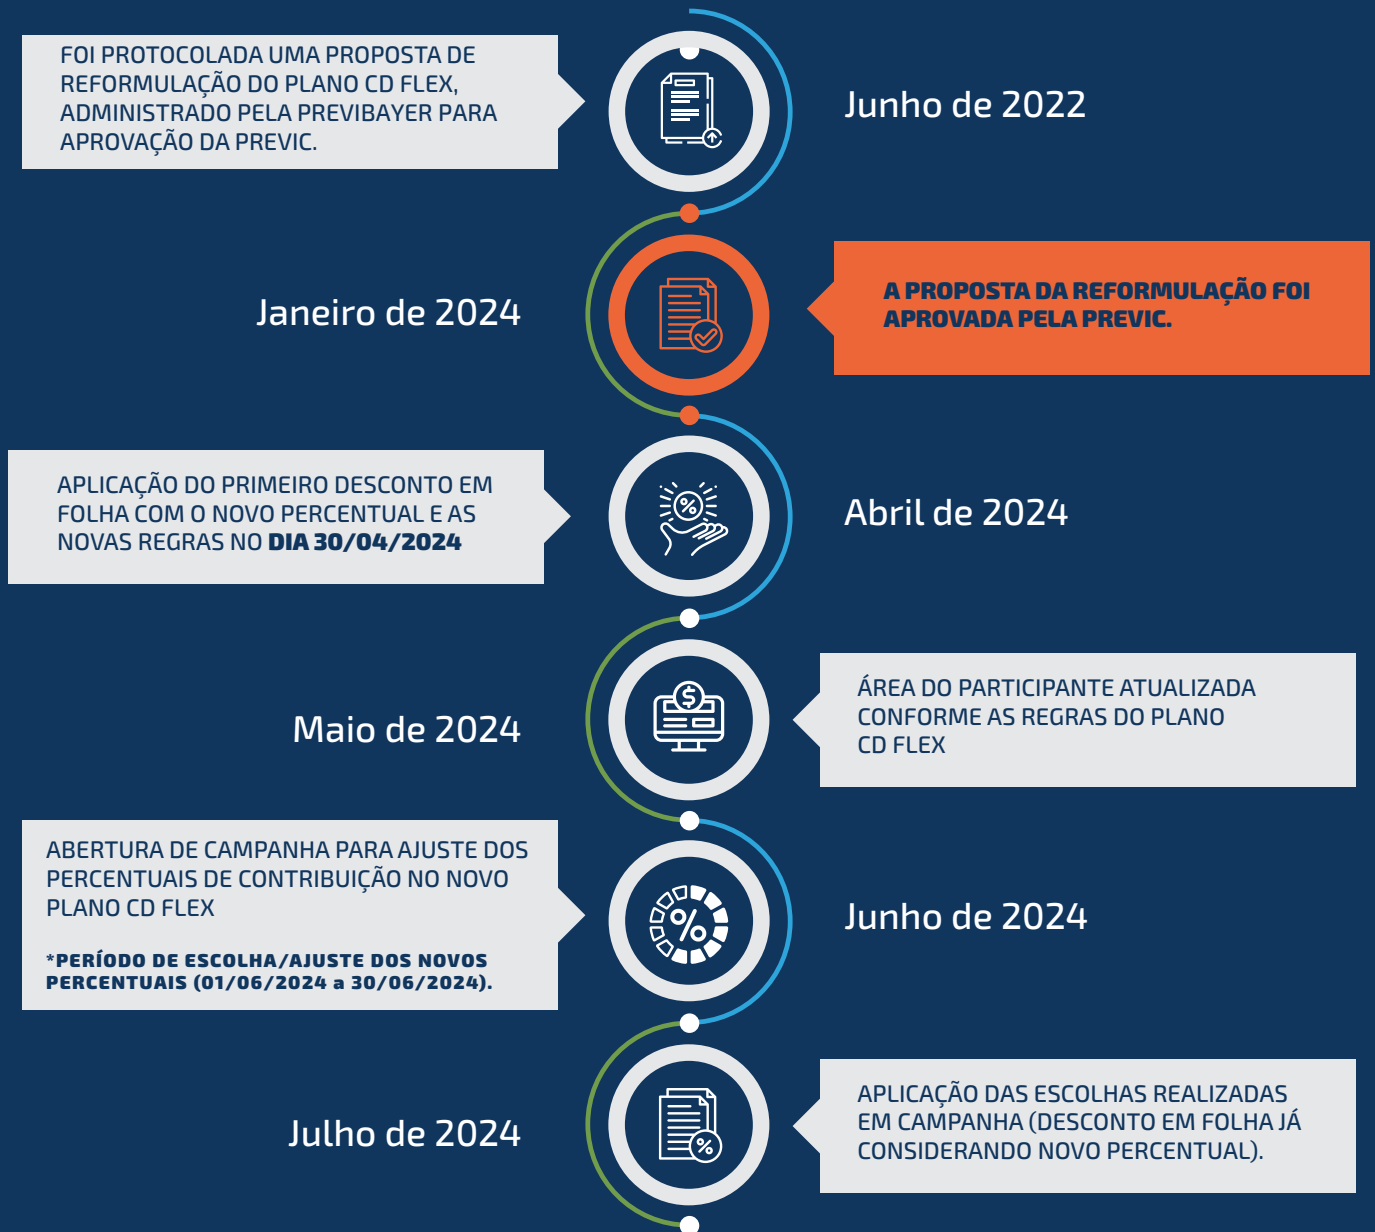 FOI PROTOCOLADA UMA PROPOSTA DE
REFORMULAÇÃO DO PLANO CD FLEX,
ADMINISTRADO PELA PREVIBAYER PARA
APROVAÇÃO DA PREVIC.
Junho de 2022
Janeiro de 2024
A PROPOSTA DA REFORMULAÇÃO FOI
APROVADA PELA PREVIC.
APLICAÇÃO DO PRIMEIRO DESCONTO EM
FOLHA COM O NOVO PERCENTUAL E AS
NOVAS REGRAS NO DIA 30/04/2024
Abril de 2024
Maio de 2024
ÁREA DO PARTICIPANTE ATUALIZADA
CONFORME AS REGRAS DO PLANO
CD FLEX
ABERTURA DE CAMPANHA PARA AJUSTE DOS
PERCENTUAIS DE CONTRIBUIÇÃO NO NOVO
PLANO CD FLEX
*PERÍODO DE ESCOLHA/AJUSTE DOS NOVOS
PERCENTUAIS (01/06/2024 a 30/06/2024).
Junho de 2024
Julho de 2024
APLICAÇÃO DAS ESCOLHAS REALIZADAS
EM CAMPANHA (DESCONTO EM FOLHA JÁ
CONSIDERANDO NOVO PERCENTUAL).